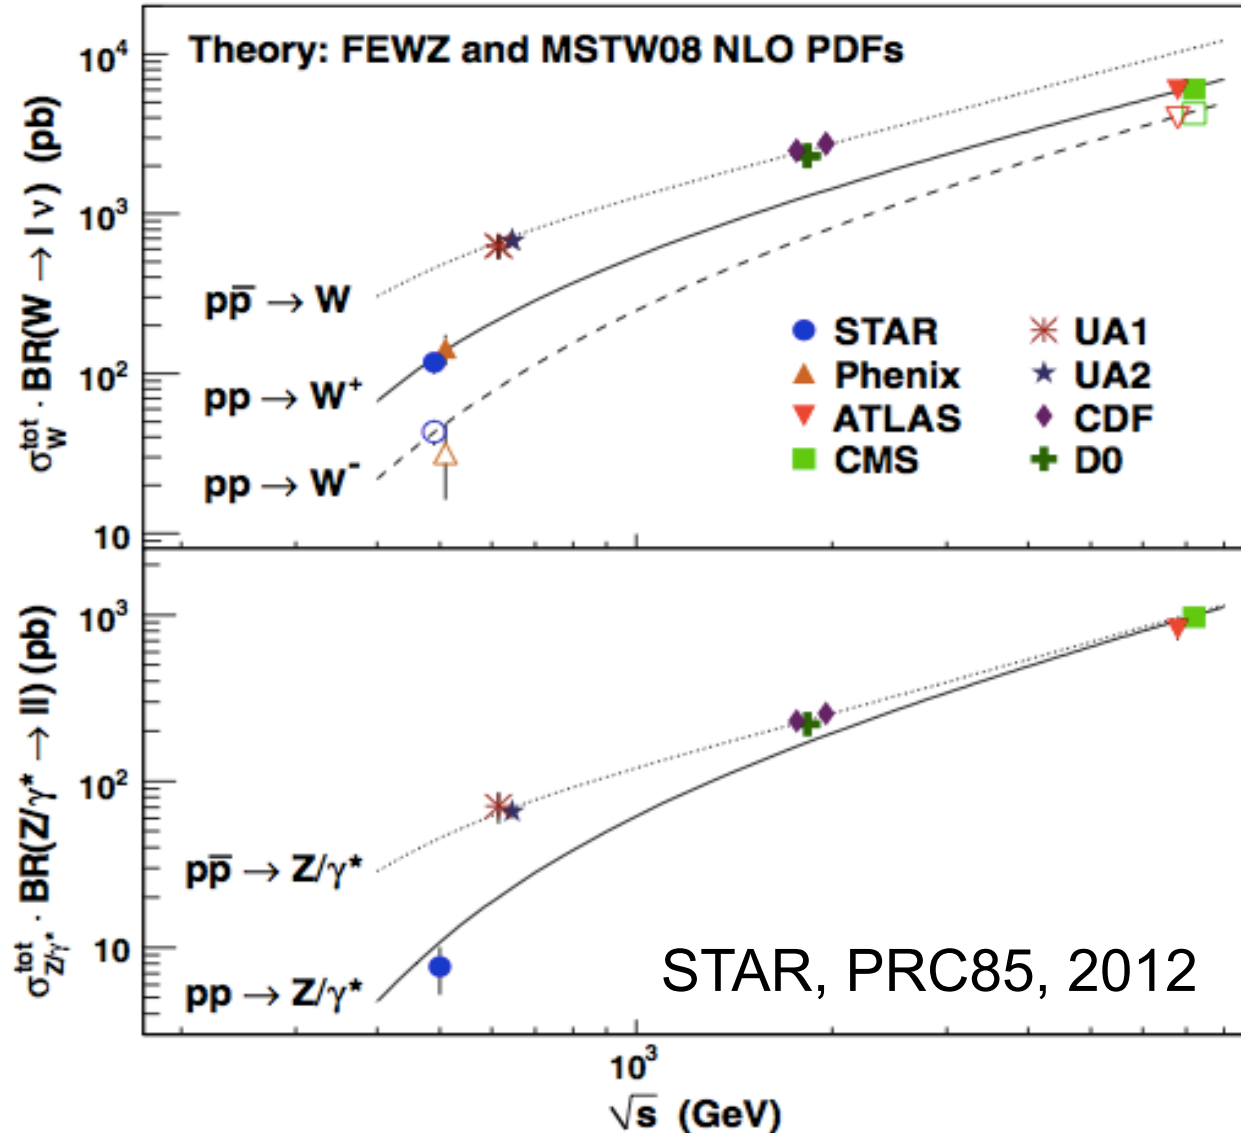 Theory: FEWZ and MSTW08 NLO PDFs
10⁴
10³
10²
10
σ_W^tot · BR(W → l ν) (pb)
pp̅ → W
pp → W⁺
pp → W⁻
STAR
Phenix
ATLAS
CMS
UA1
UA2
CDF
D0
10³
10²
10
σ_Z/γ*^tot · BR(Z/γ* → ll) (pb)
pp̅ → Z/γ*
pp → Z/γ*
STAR, PRC85, 2012
10³
√s (GeV)